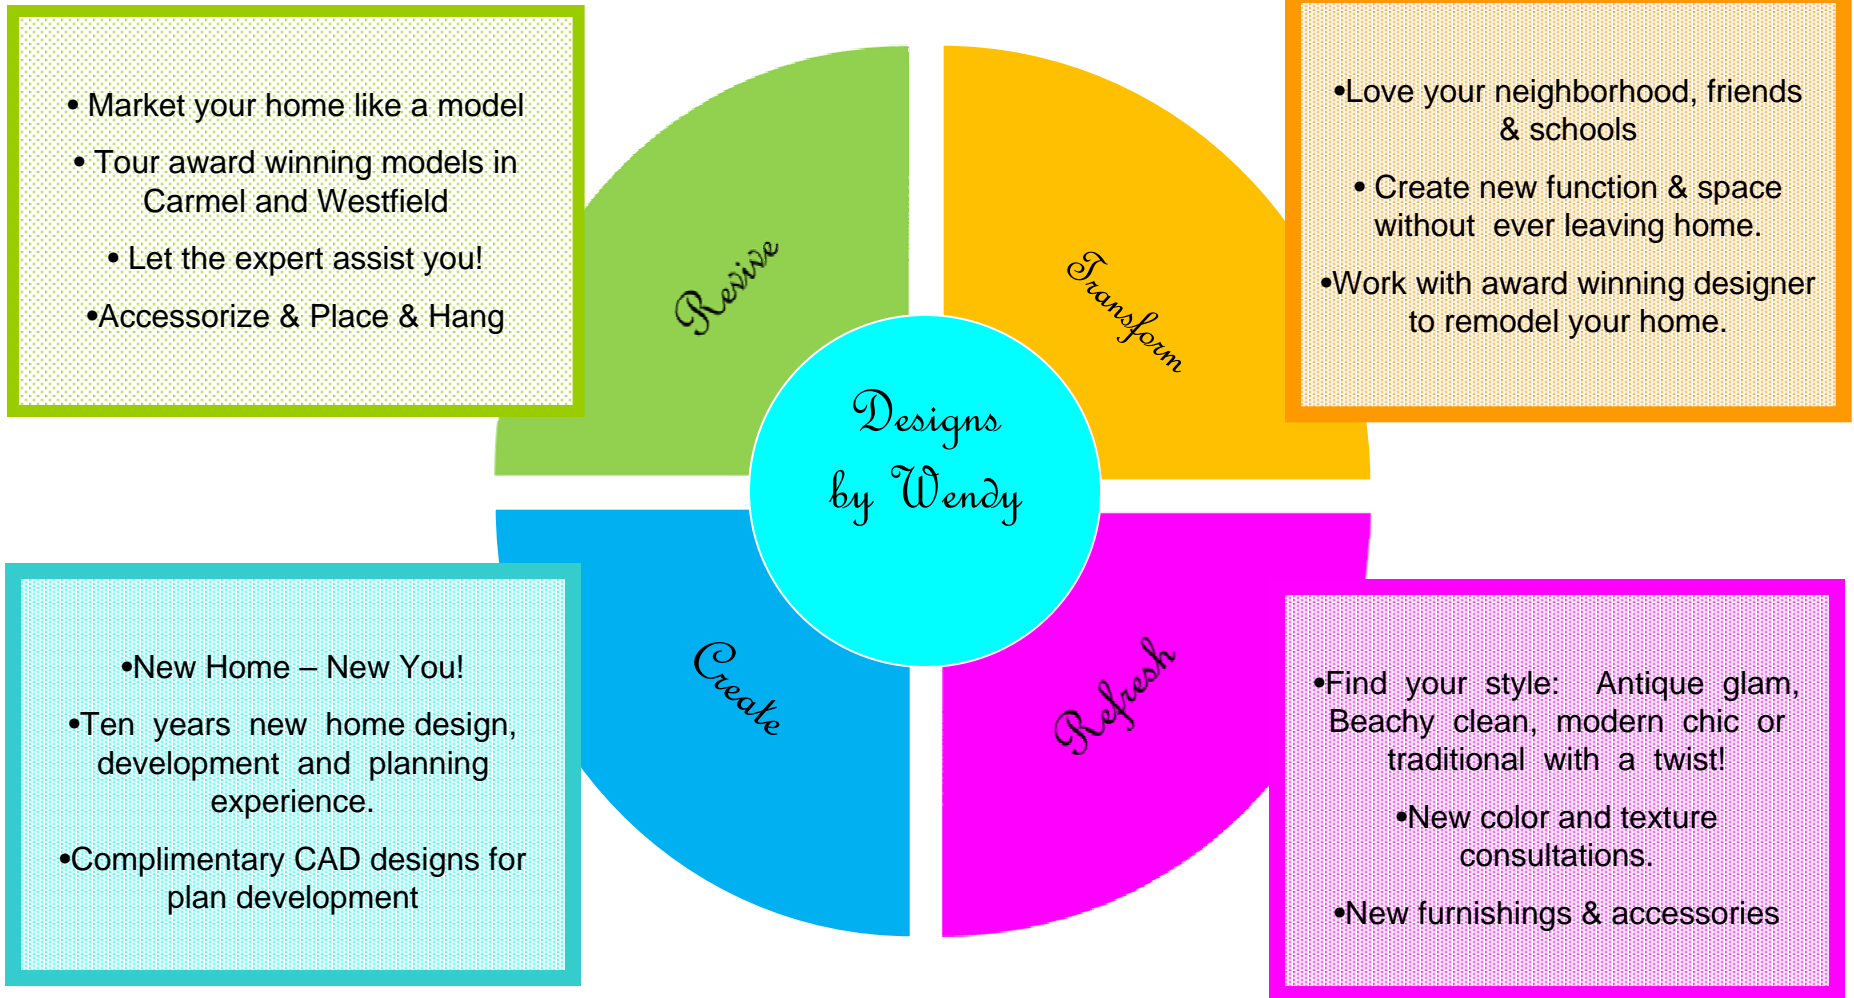 • Market your home like a model
• Tour award winning models in
Carmel and Westfield
• Let the expert assist you!
•Accessorize & Place & Hang
Revive
Transform
•Love your neighborhood, friends
& schools
• Create new function & space
without ever leaving home.
•Work with award winning designer
to remodel your home.
Designs
by Wendy
•New Home – New You!
•Ten years new home design,
development and planning
experience.
•Complimentary CAD designs for
plan development
Create
Refresh
•Find your style: Antique glam,
Beachy clean, modern chic or
traditional with a twist!
•New color and texture
consultations.
•New furnishings & accessories